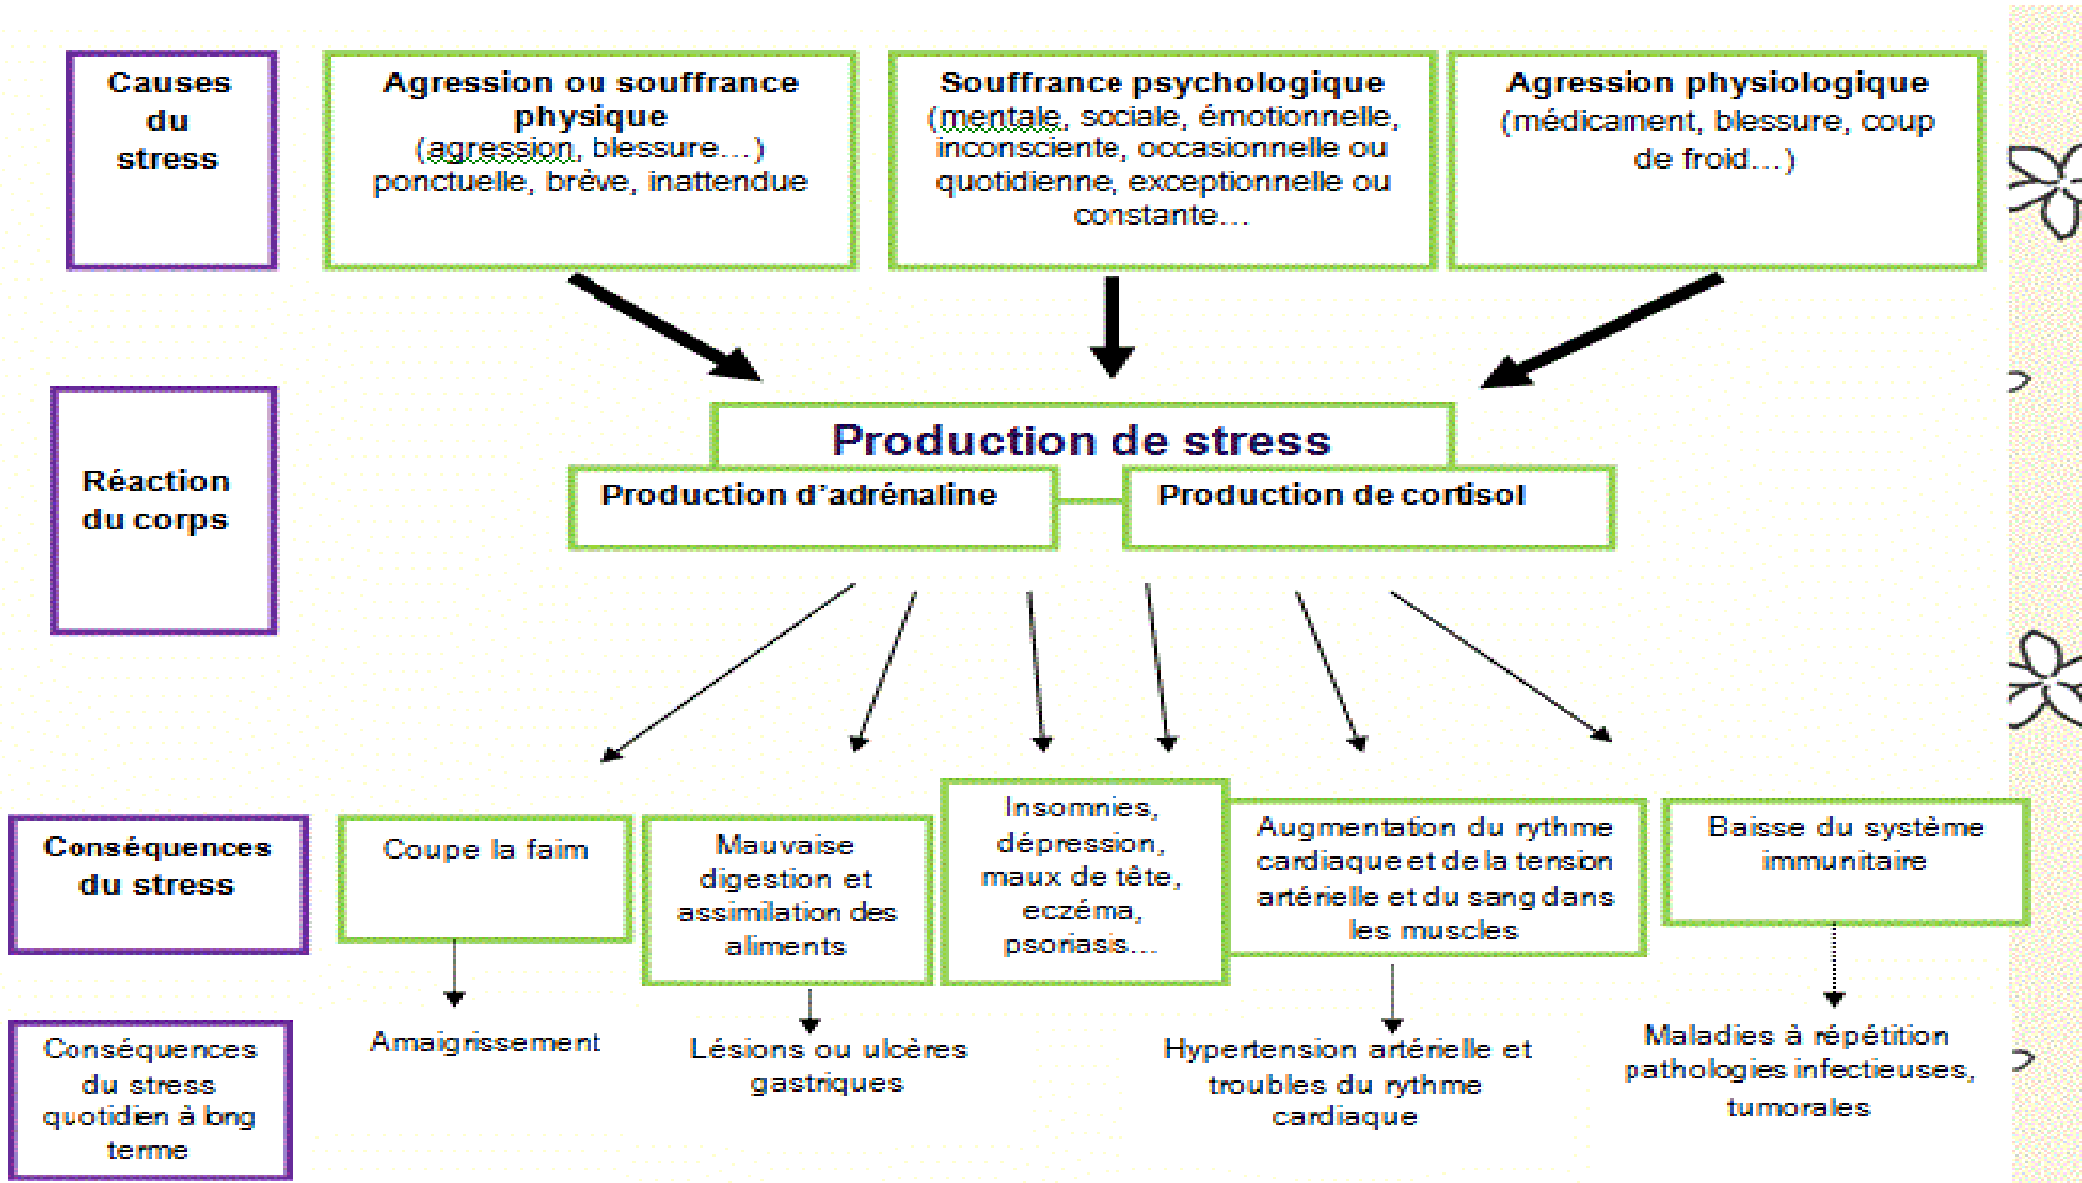 Causes
du
stress
Agression ou souffrance
physique
(agression, blessure...)
ponctuelle, brève, inattendue
Souffrance psychologique
(mentale, sociale, émotionnelle,
inconsciente, occasionnelle ou
quotidienne, exceptionnelle ou
constante...
Agression physiologique
(médicament, blessure, coup
de froid...)
Réaction
du corps
Production de stress
Production d'adrénaline
Production de cortisol
Conséquences
du stress
Coupe la faim
Mauvaise
digestion et
assimilation des
aliments
Insomnies,
dépression,
maux de tête,
eczéma,
psoriasis...
Augmentation du rythme
cardiaque et de la tension
artérielle et du sang dans
les muscles
Baisse du système
immunitaire
Conséquences
du stress
quotidien à long
terme
Amaigrissement
Lésions ou ulcères
gastriques
Hypertension artérielle et
troubles du rythme
cardiaque
Maladies à répétition
pathologies infectieuses,
tumorales